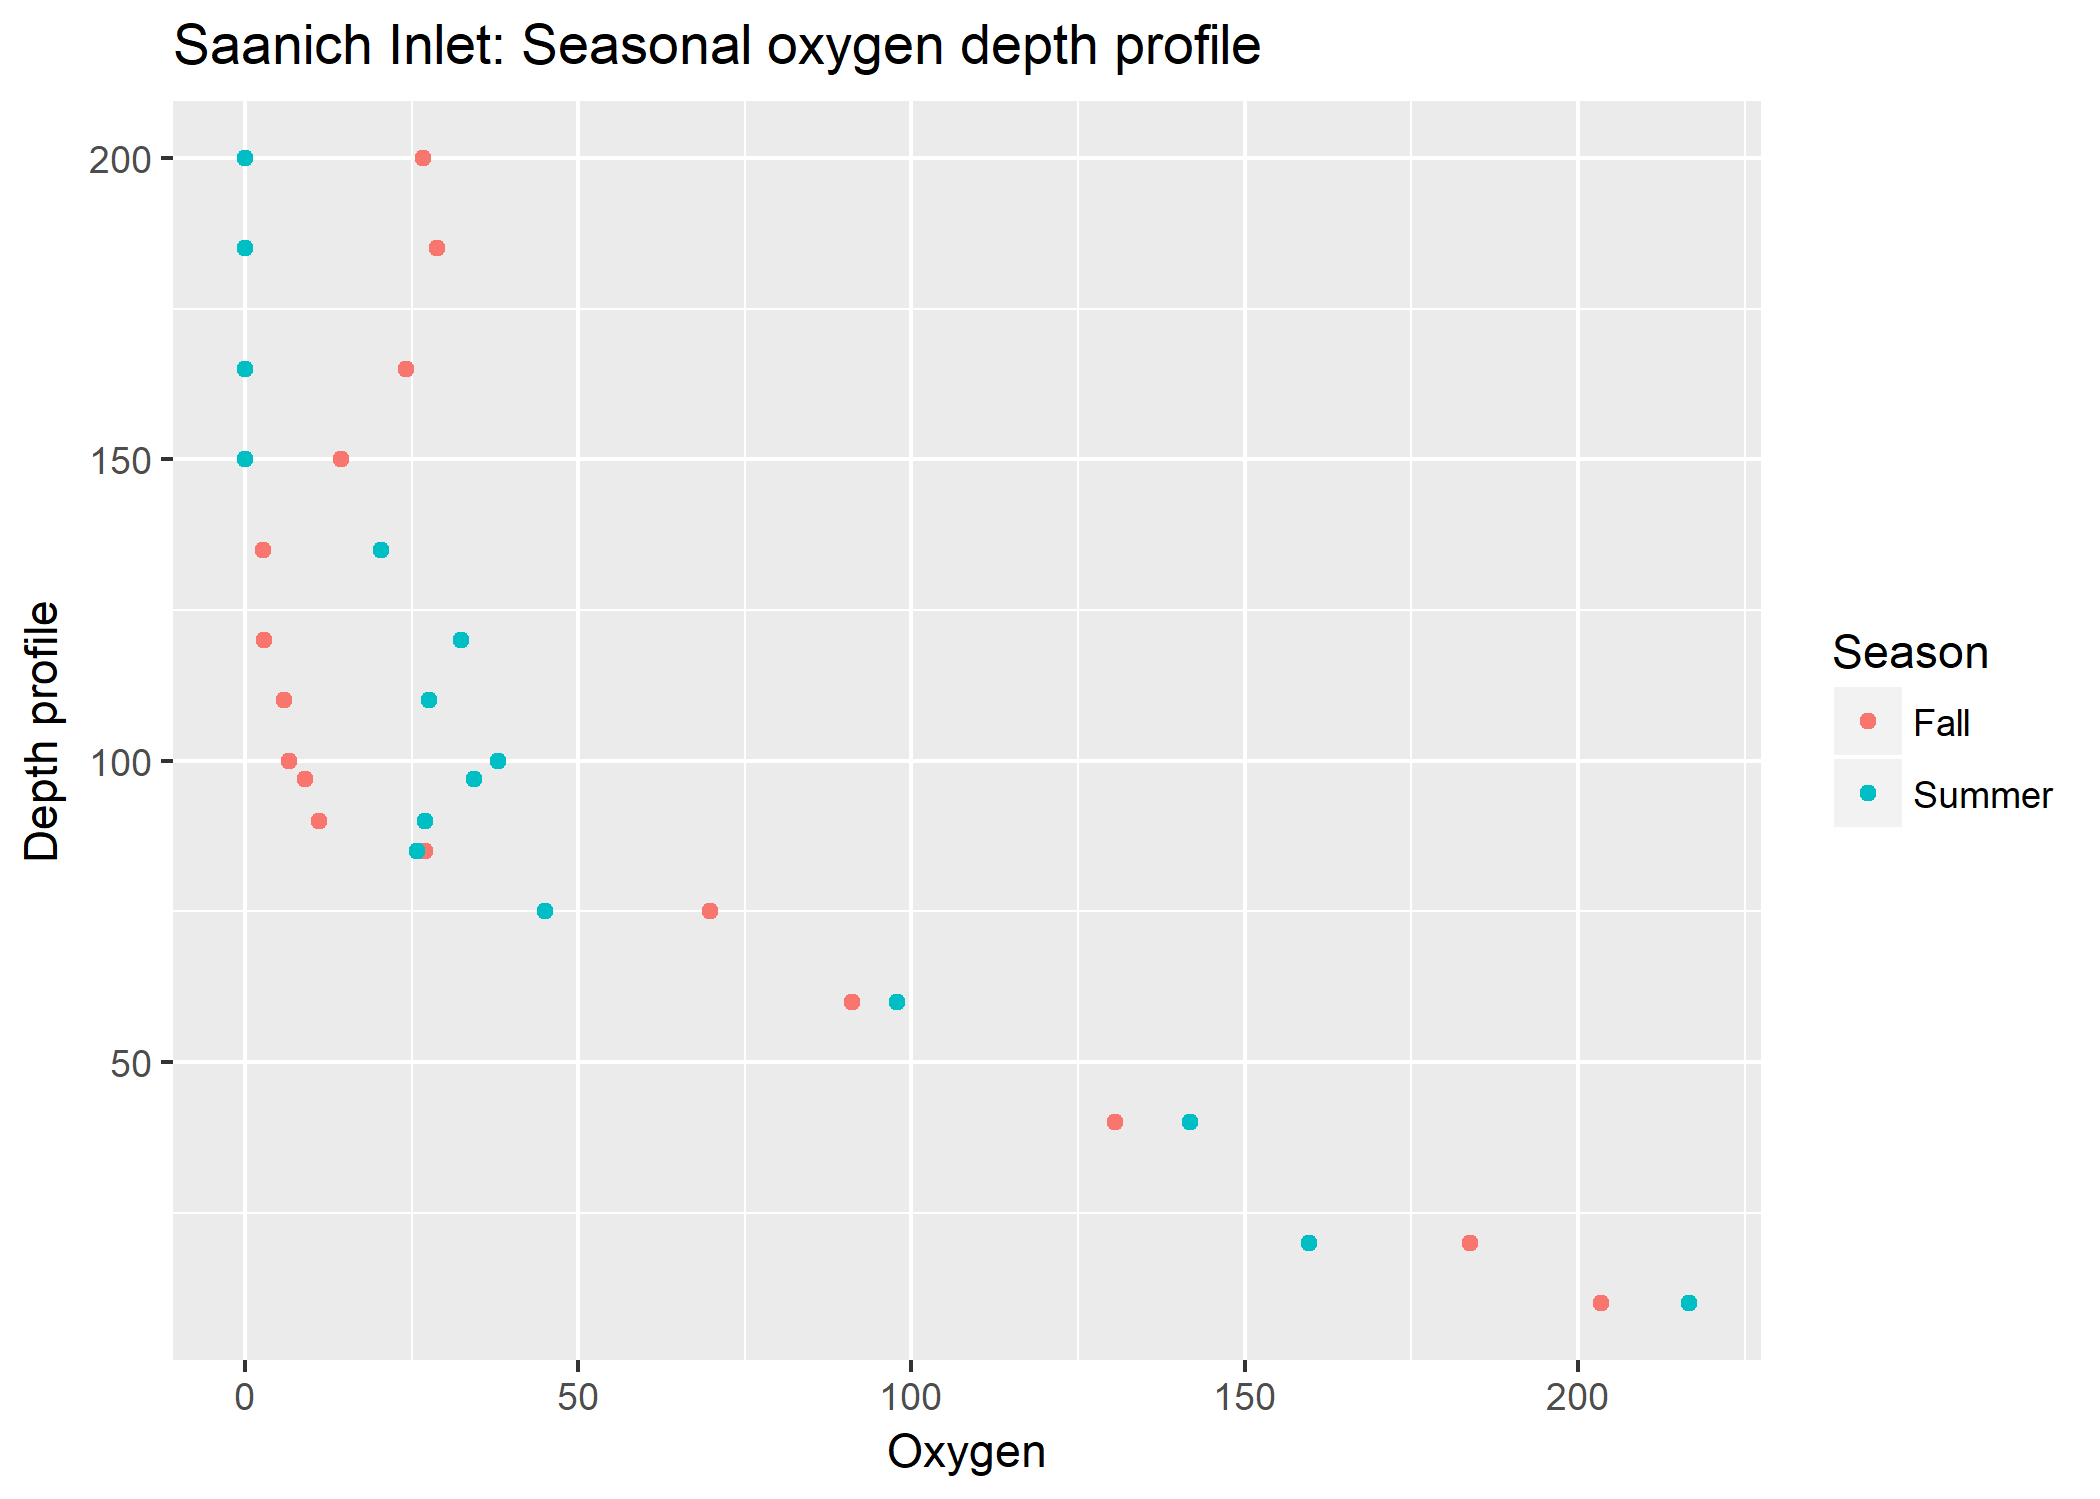 Saanich Inlet: Seasonal oxygen depth profile
200
150
100
50
Depth profile
0 50 100 150 200
Oxygen
Season
Fall
Summer